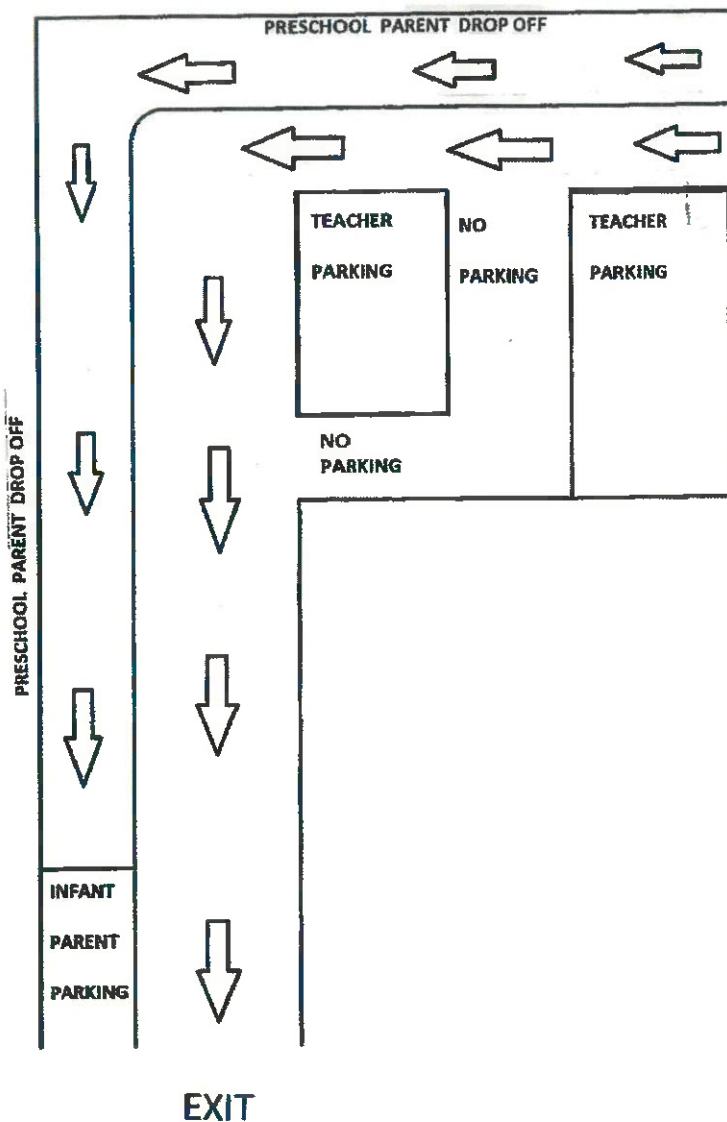 PRESCHOOL PARENT DROP OFF
TEACHER
PARKING
NO
PARKING
TEACHER
PARKING
NO
PARKING
PRESCHOOL PARENT DROP OFF
INFANT
PARENT
PARKING
EXIT